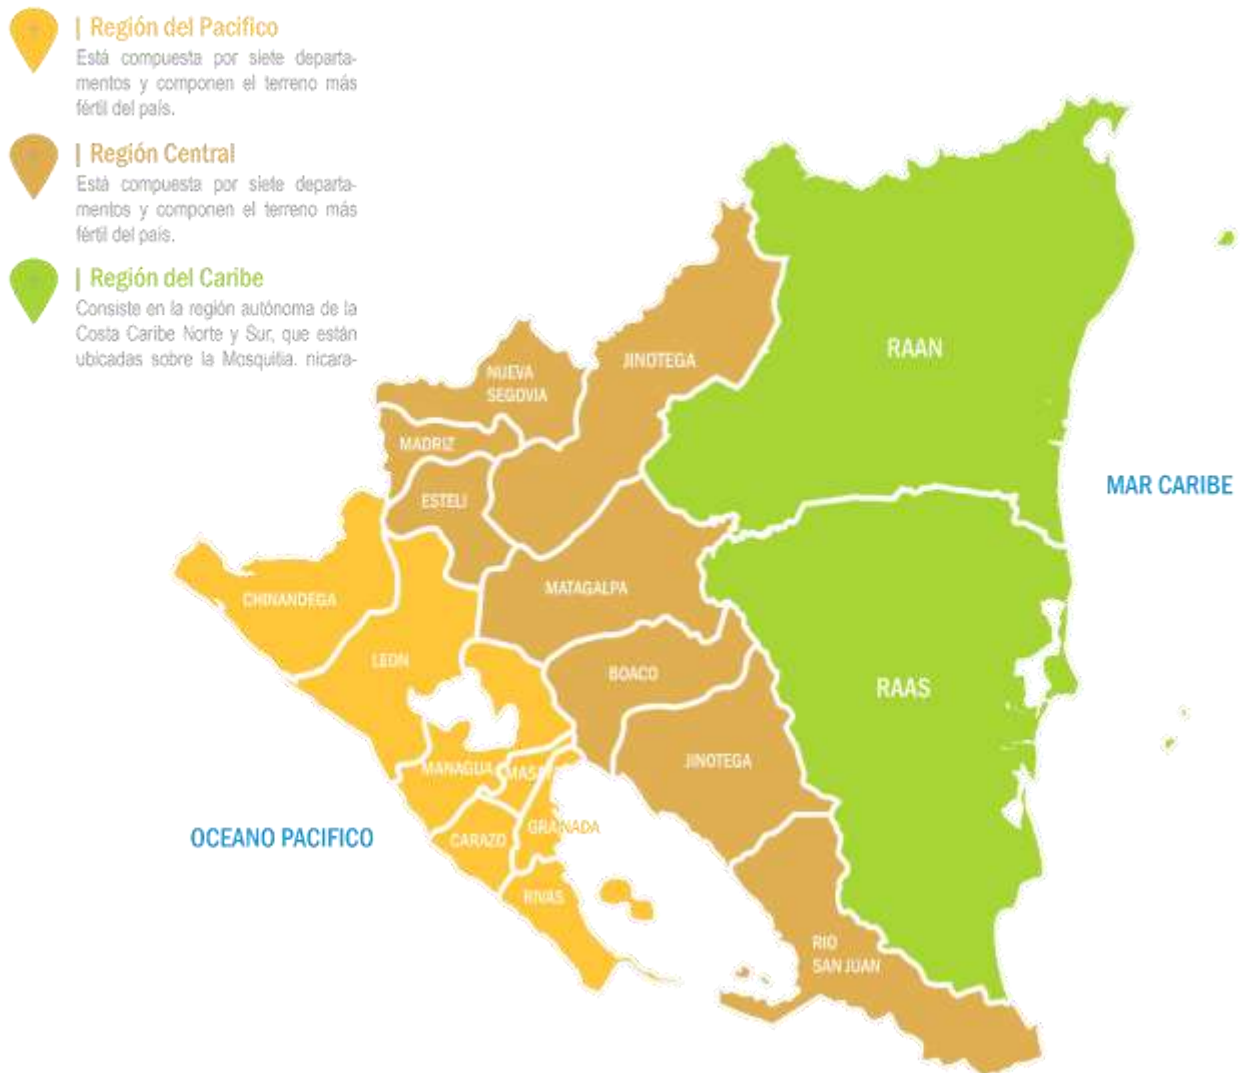 | Región del Pacifico
Está compuesta por siete departa-
mentos y componen el terreno más
fértil del país.
| Región Central
Está compuesta por siete departa-
mentos y componen el terreno más
fértil del país.
| Región del Caribe
Consiste en la región autónoma de la
Costa Caribe Norte y Sur, que están
ubicadas sobre la Mosquitia. nicara-
RAAN
JINOTEGA
NUEVA
SEGOVIA
MADRIZ
ESTELI
MAR CARIBE
MATAGALPA
CHINANDEGA
LEON
BOACO
RAAS
JINOTEGA
MANAGUA
MASAY
GRANADA
OCEANO PACIFICO
CARAZO
RIVAS
RIO
SAN JUAN